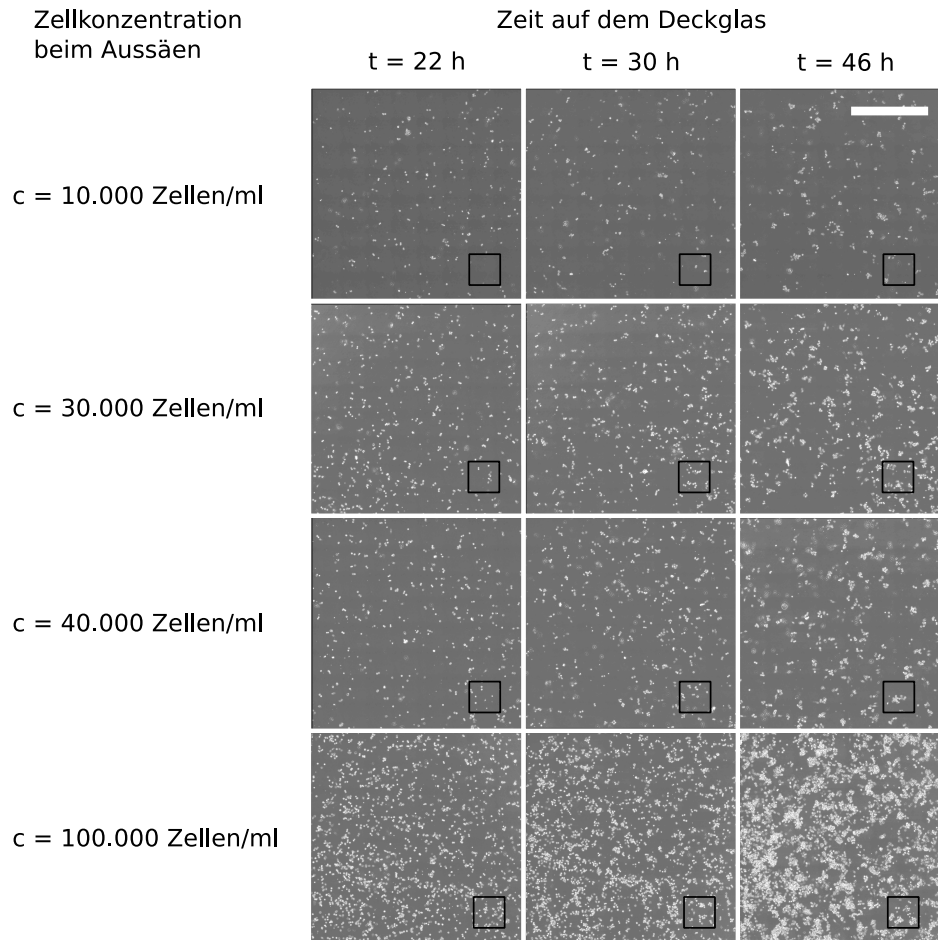 Zellkonzentration
beim Aussäen
Zeit auf dem Deckglas
t = 22 h
t = 30 h
t = 46 h
c = 10.000 Zellen/ml
c = 30.000 Zellen/ml
c = 40.000 Zellen/ml
c = 100.000 Zellen/ml